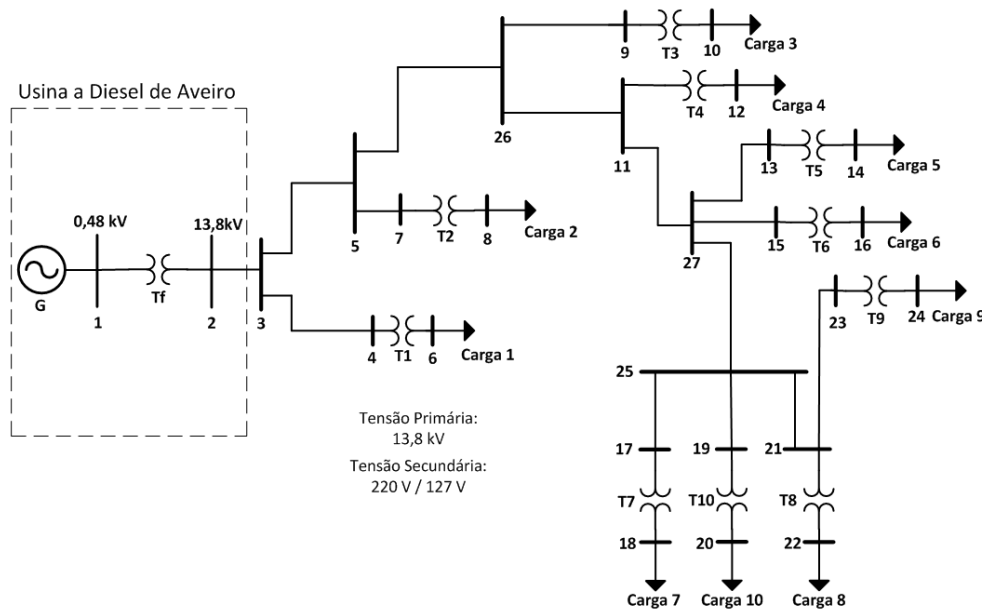 Usina a Diesel de Aveiro
0,48 kV
13,8kV
G
1
Tf
2
3
4
T1
6
Carga 1
5
7
T2
8
Carga 2
26
9
T3
10
Carga 3
11
T4
12
Carga 4
13
T5
14
Carga 5
27
15
T6
16
Carga 6
23
T9
24
Carga 9
25
17
19
21
T7
T10
T8
18
20
22
Carga 7
Carga 10
Carga 8
Tensão Primária:
13,8 kV
Tensão Secundária:
220 V / 127 V